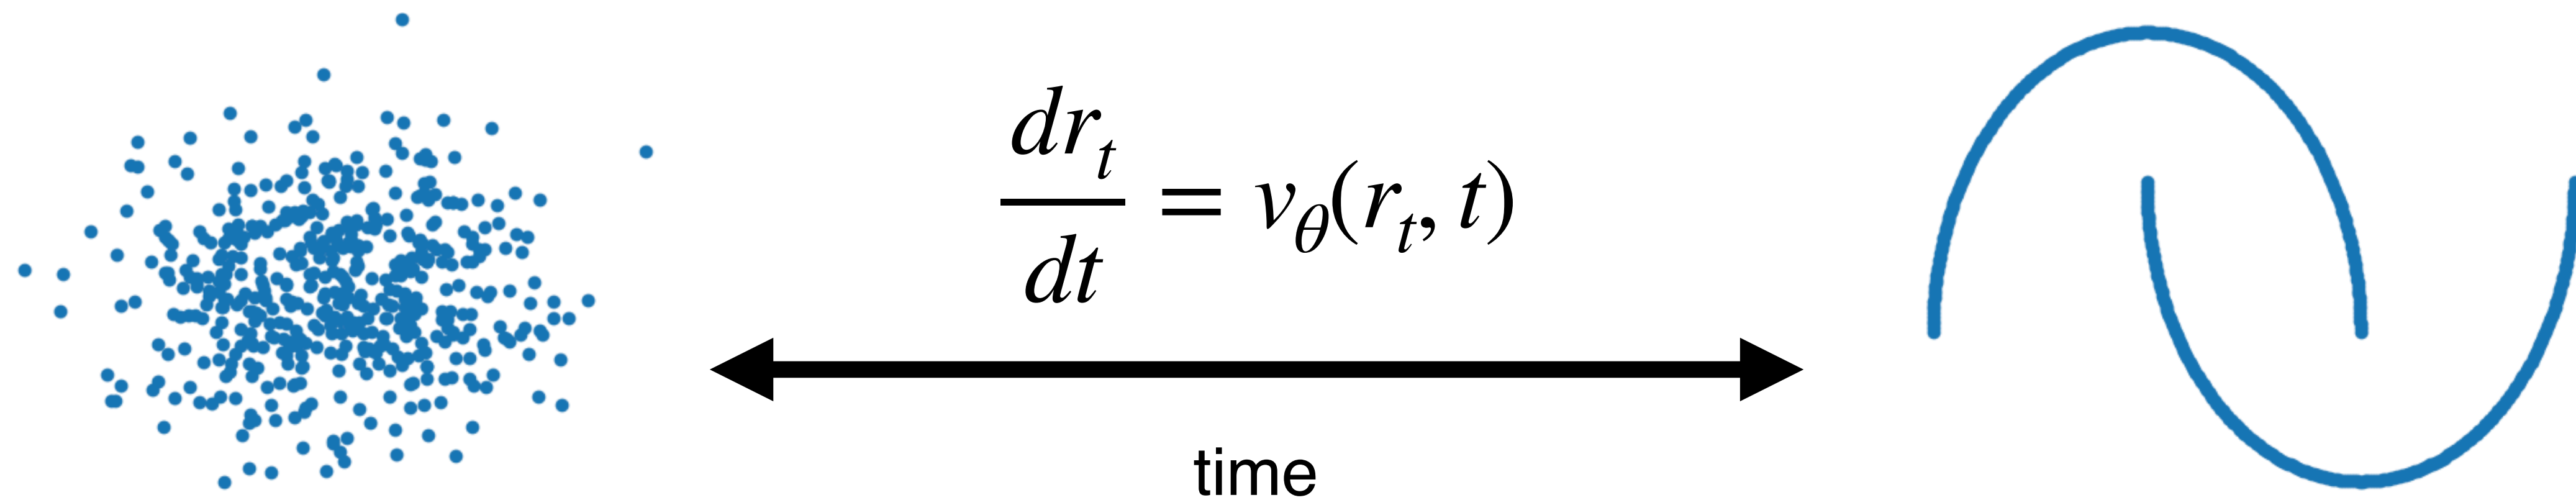 dr_t/dt = v_θ(r_t, t)
time